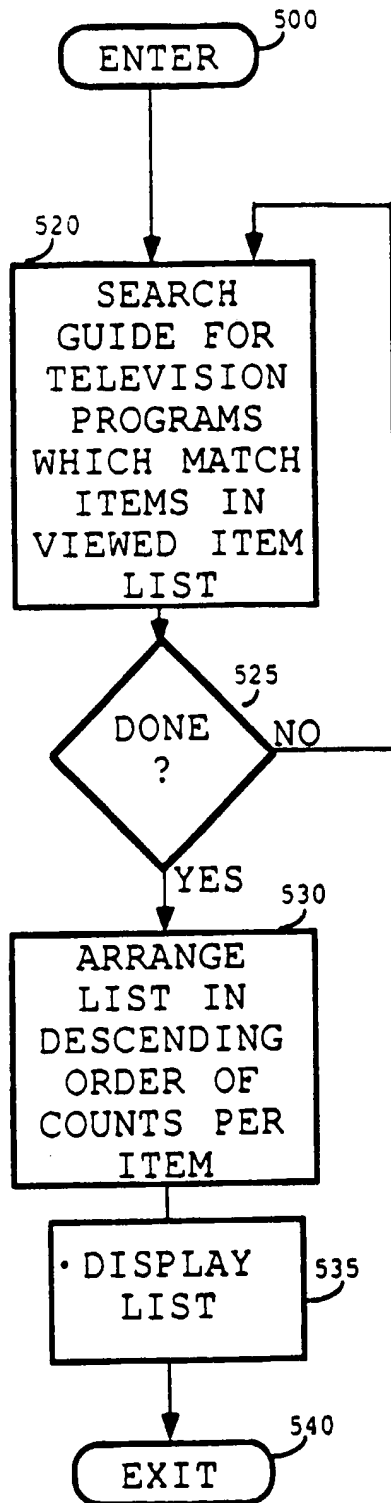 500
ENTER
520
SEARCH
GUIDE FOR
TELEVISION
PROGRAMS
WHICH MATCH
ITEMS IN
VIEWED ITEM
LIST
525
DONE
?
NO
YES
530
ARRANGE
LIST IN
DESCENDING
ORDER OF
COUNTS PER
ITEM
DISPLAY
LIST
535
540
EXIT